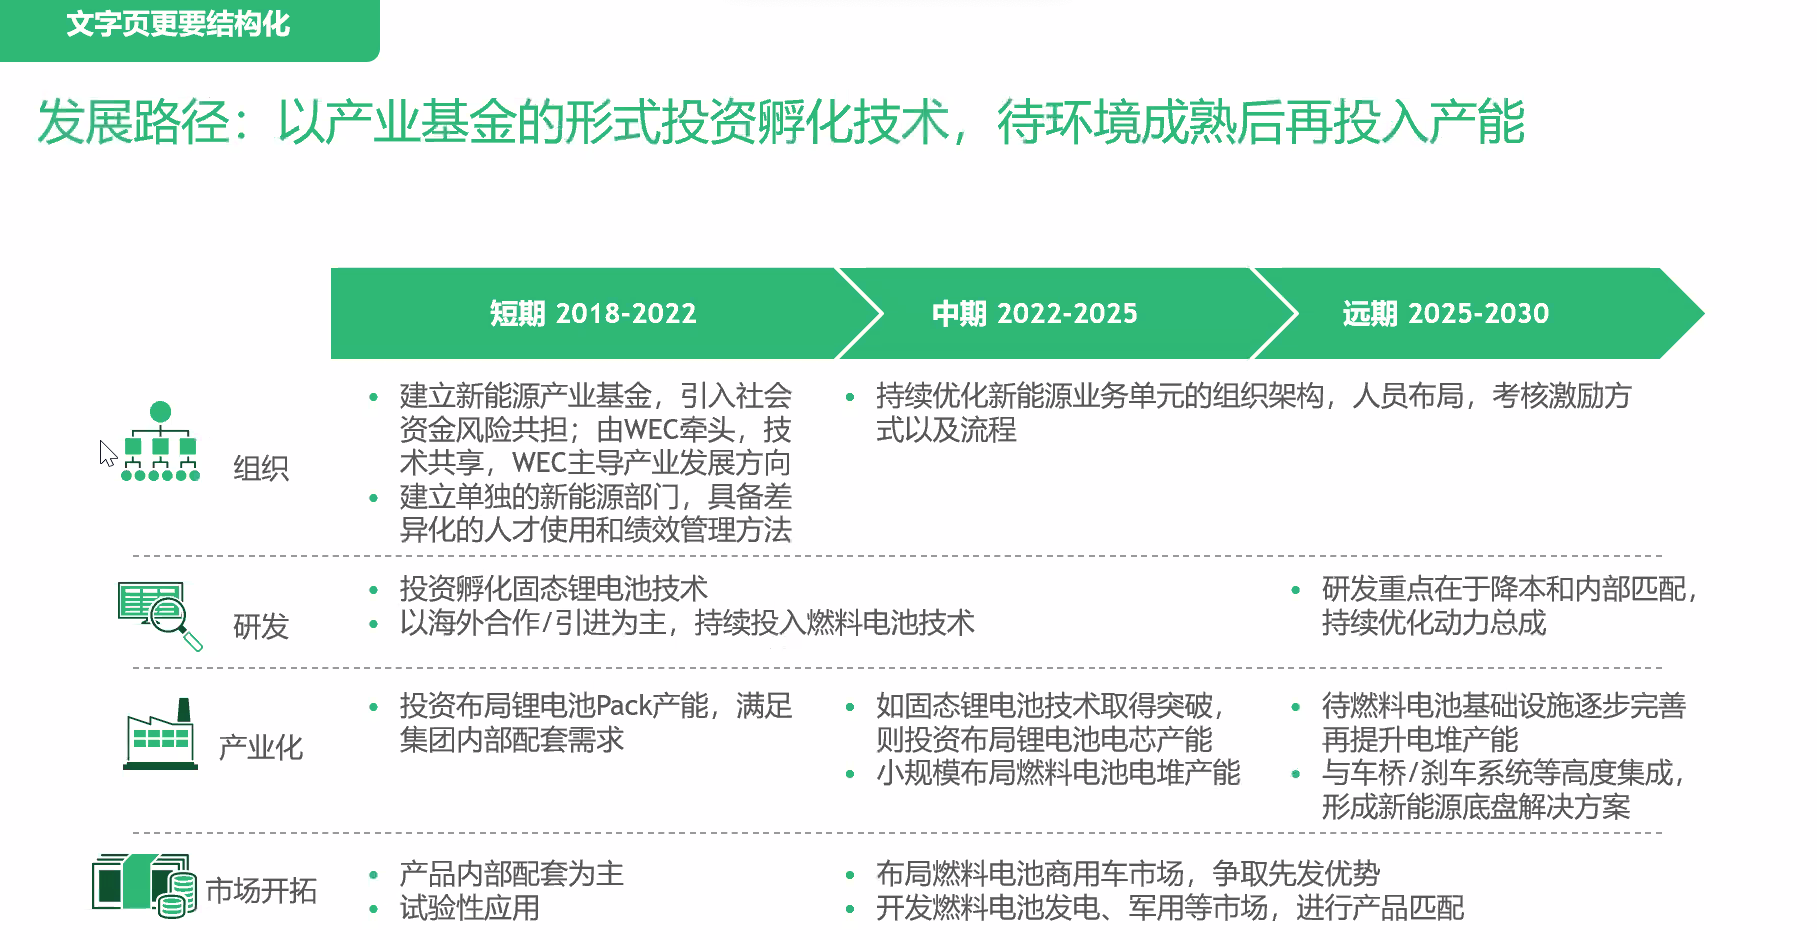 文字页更要结构化
发展路径：以产业基金的形式投资孵化技术，待环境成熟后再投入产能
短期 2018-2022
中期 2022-2025
远期 2025-2030
组织
• 建立新能源产业基金，引入社会
资金风险共担；由WEC牵头，技
术共享，WEC主导产业发展方向
• 建立单独的新能源部门，具备差
异化的人才使用和绩效管理方法
• 持续优化新能源业务单元的组织架构，人员布局，考核激励方
式以及流程
研发
• 投资孵化固态锂电池技术
• 以海外合作/引进为主，持续投入燃料电池技术
• 研发重点在于降本和内部匹配，
持续优化动力总成
产业化
• 投资布局锂电池Pack产能，满足
集团内部配套需求
• 如固态锂电池技术取得突破，
则投资布局锂电池电芯产能
• 小规模布局燃料电池电堆产能
• 待燃料电池基础设施逐步完善
再提升电堆产能
• 与车桥/刹车系统等高度集成，
形成新能源底盘解决方案
市场开拓
• 产品内部配套为主
• 试验性应用
• 布局燃料电池商用车市场，争取先发优势
• 开发燃料电池发电、军用等市场，进行产品匹配